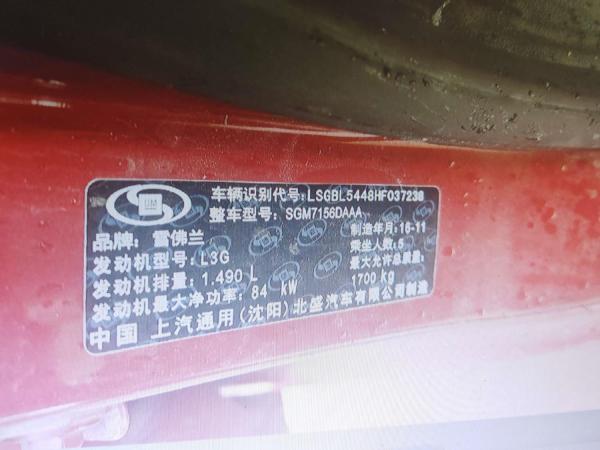 GM
车辆识别代号: LSGBL5448HF037238
整车型号: SGM7156DAAA
品牌: 雪佛兰
制造年月: 16-11
发动机型号: L3G
乘坐人数: 5
发动机排量: 1.490 L
最大允许总质量:
1700 kg
发动机最大净功率: 84 kW
中国 上汽通用(沈阳)北盛汽车有限公司制造